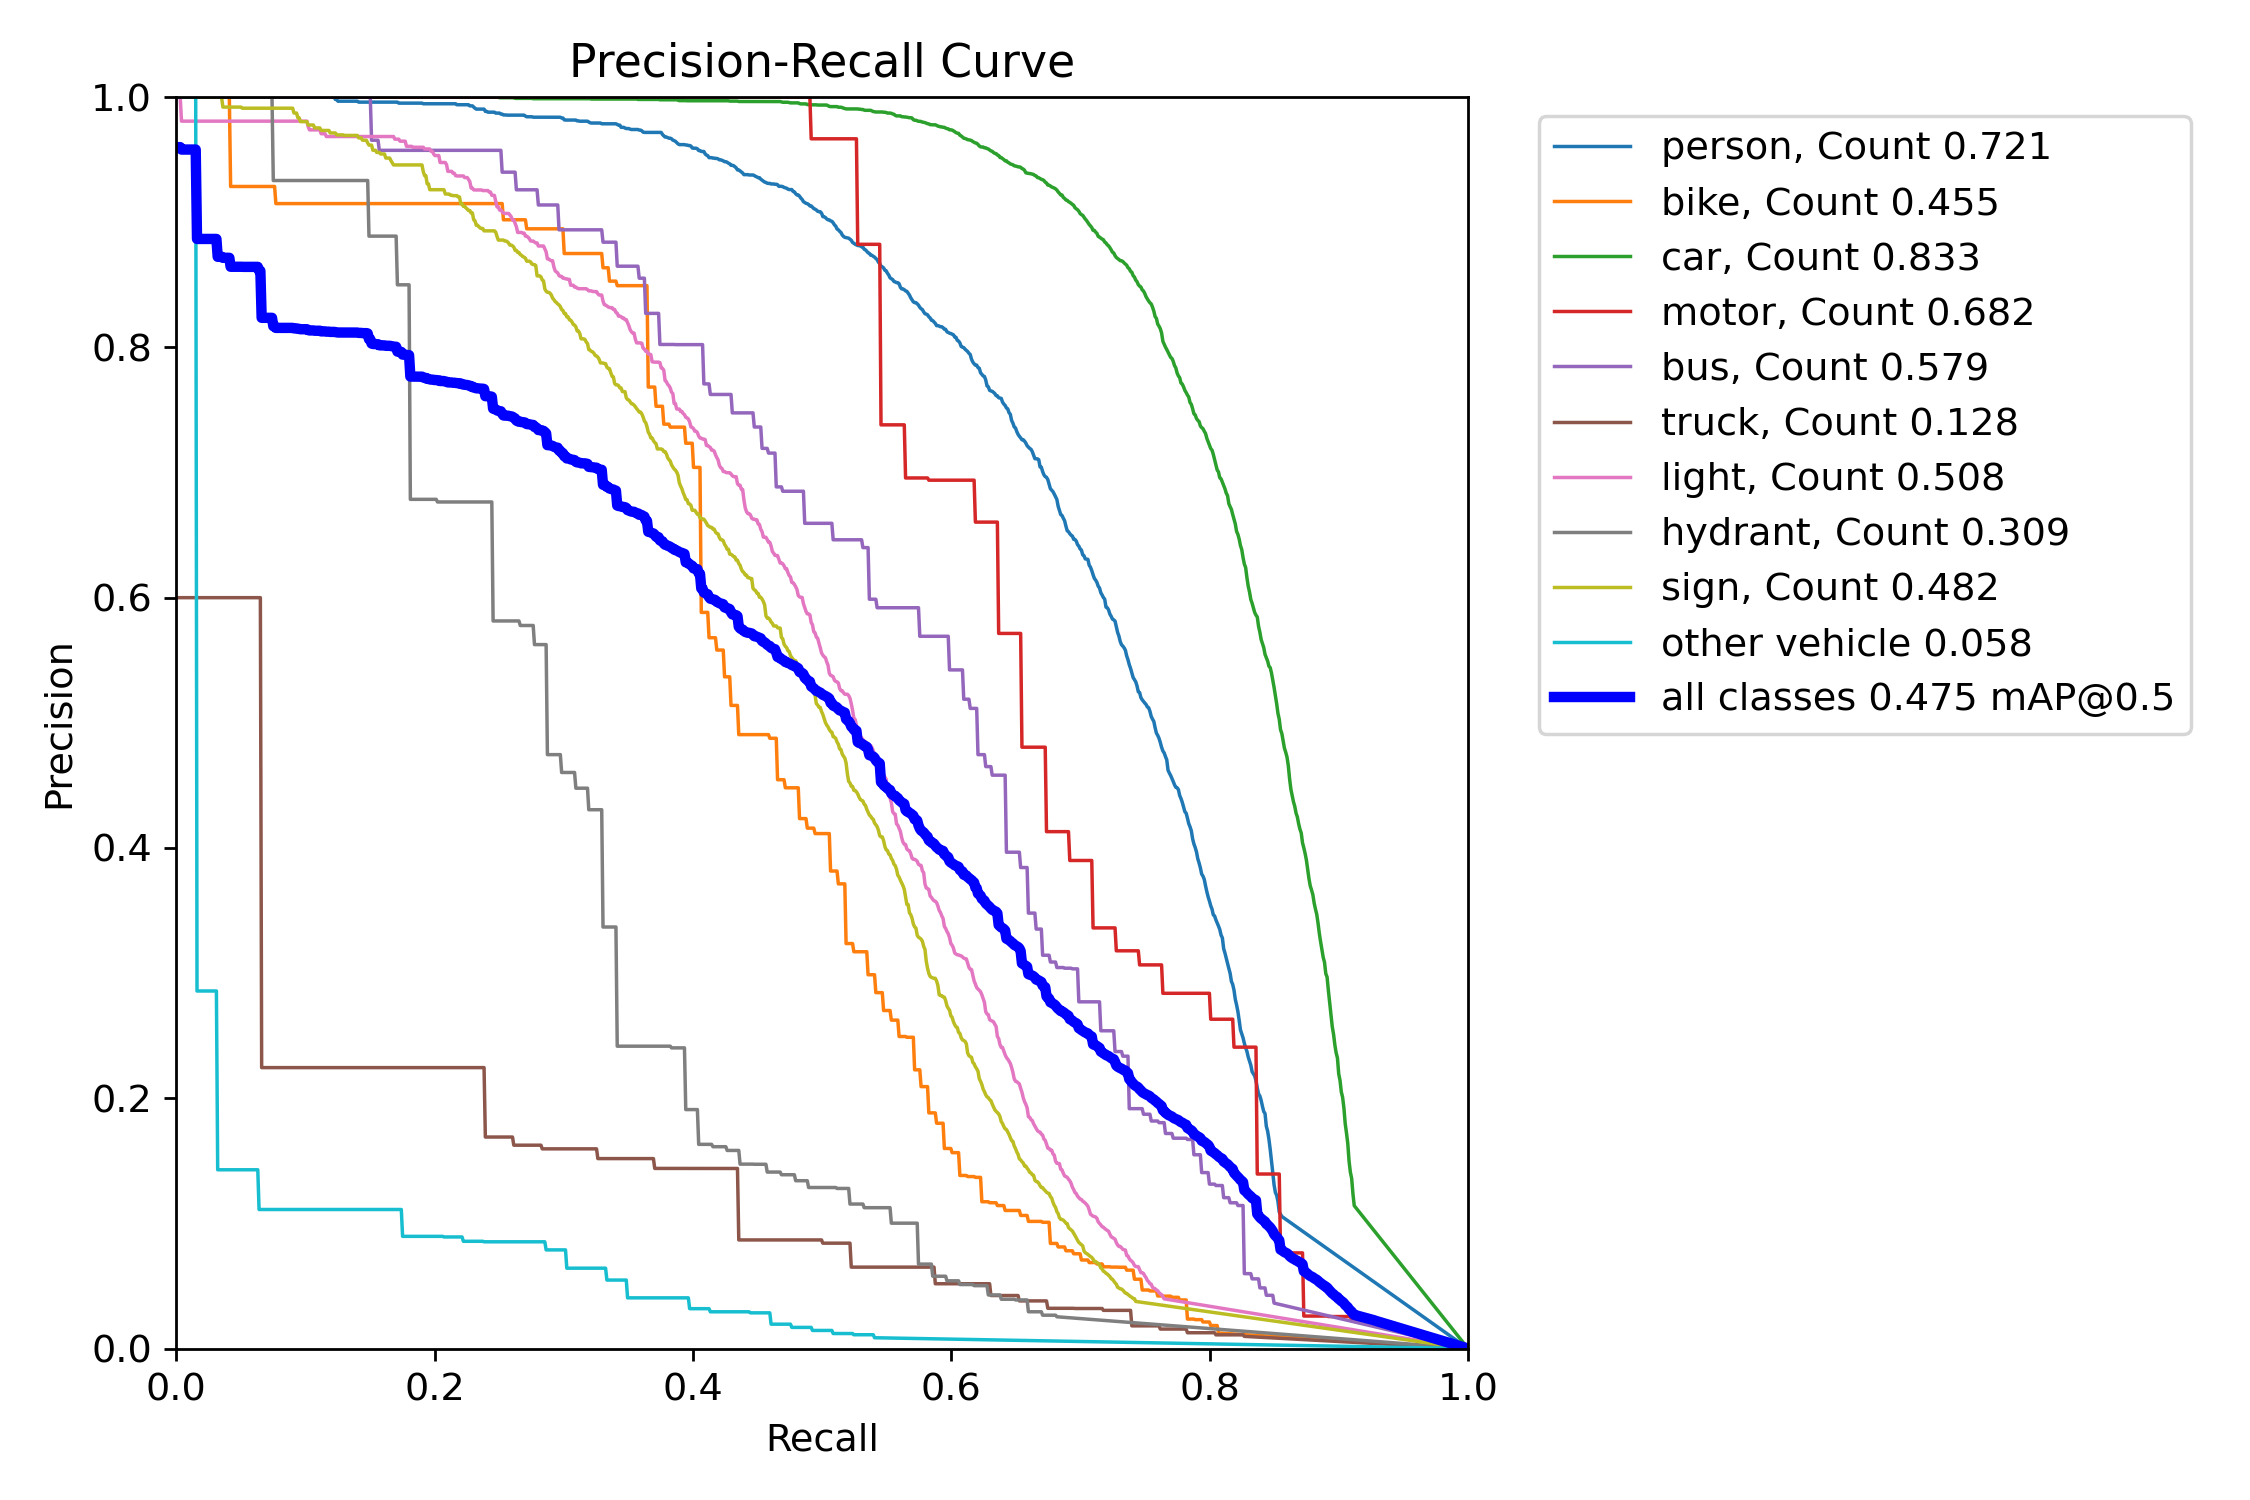 Precision-Recall Curve
1.0
0.8
0.6
0.4
0.2
0.0
Precision
0.0 0.2 0.4 0.6 0.8 1.0
Recall
person, Count 0.721
bike, Count 0.455
car, Count 0.833
motor, Count 0.682
bus, Count 0.579
truck, Count 0.128
light, Count 0.508
hydrant, Count 0.309
sign, Count 0.482
other vehicle 0.058
all classes 0.475 mAP@0.5